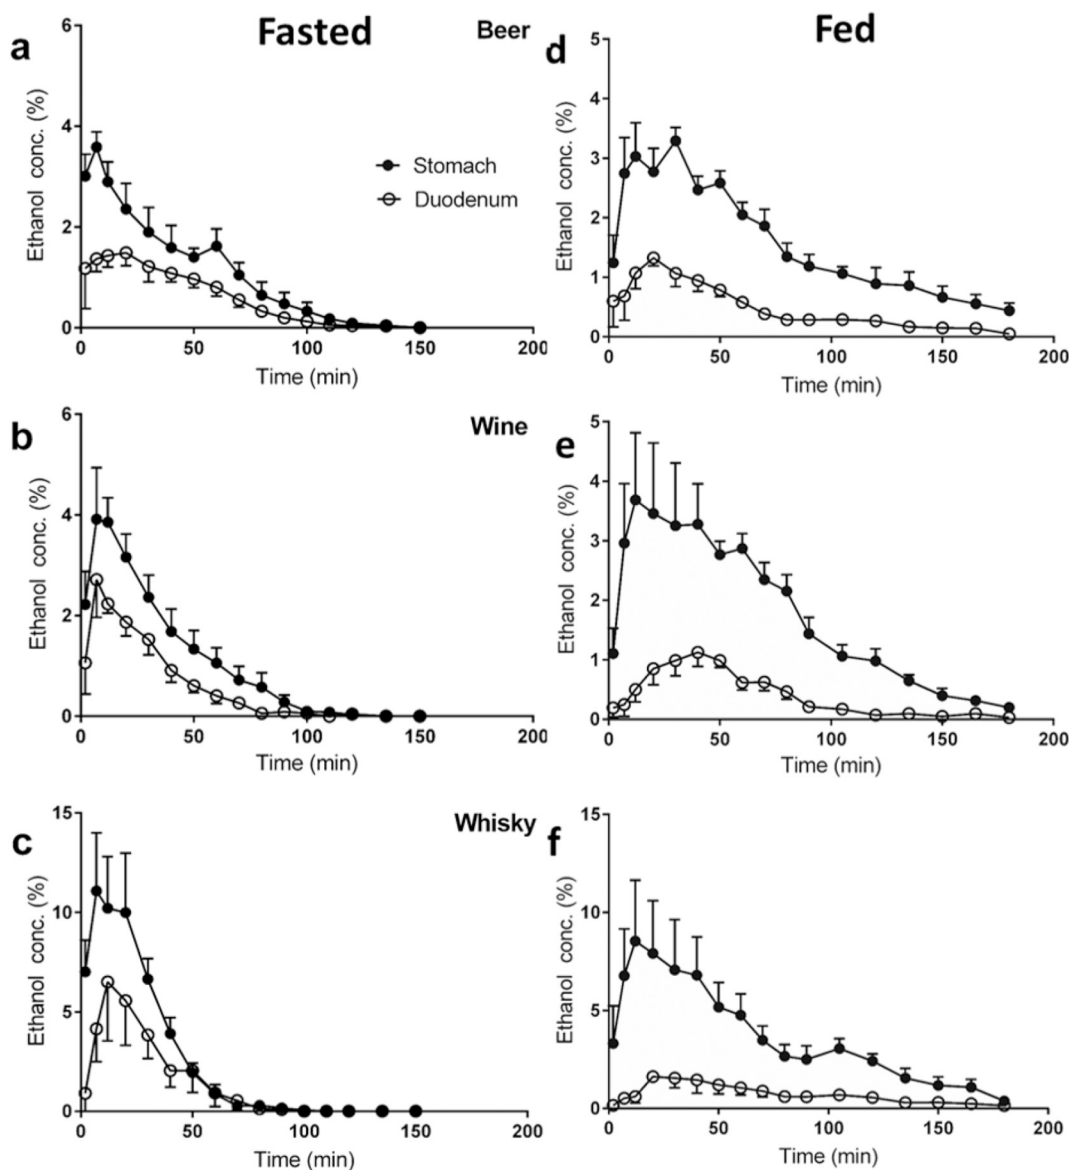 Fasted
Fed
a
Beer
6
4
2
0
Ethanol conc. (%)
Stomach
Duodenum
0 50 100 150 200
Time (min)
d
5
4
3
2
1
0
Ethanol conc. (%)
0 50 100 150 200
Time (min)
b
Wine
6
4
2
0
Ethanol conc. (%)
0 50 100 150 200
Time (min)
e
5
4
3
2
1
0
Ethanol conc. (%)
0 50 100 150 200
Time (min)
c
Whisky
15
10
5
0
Ethanol conc. (%)
0 50 100 150 200
Time (min)
f
15
10
5
0
Ethanol conc. (%)
0 50 100 150 200
Time (min)